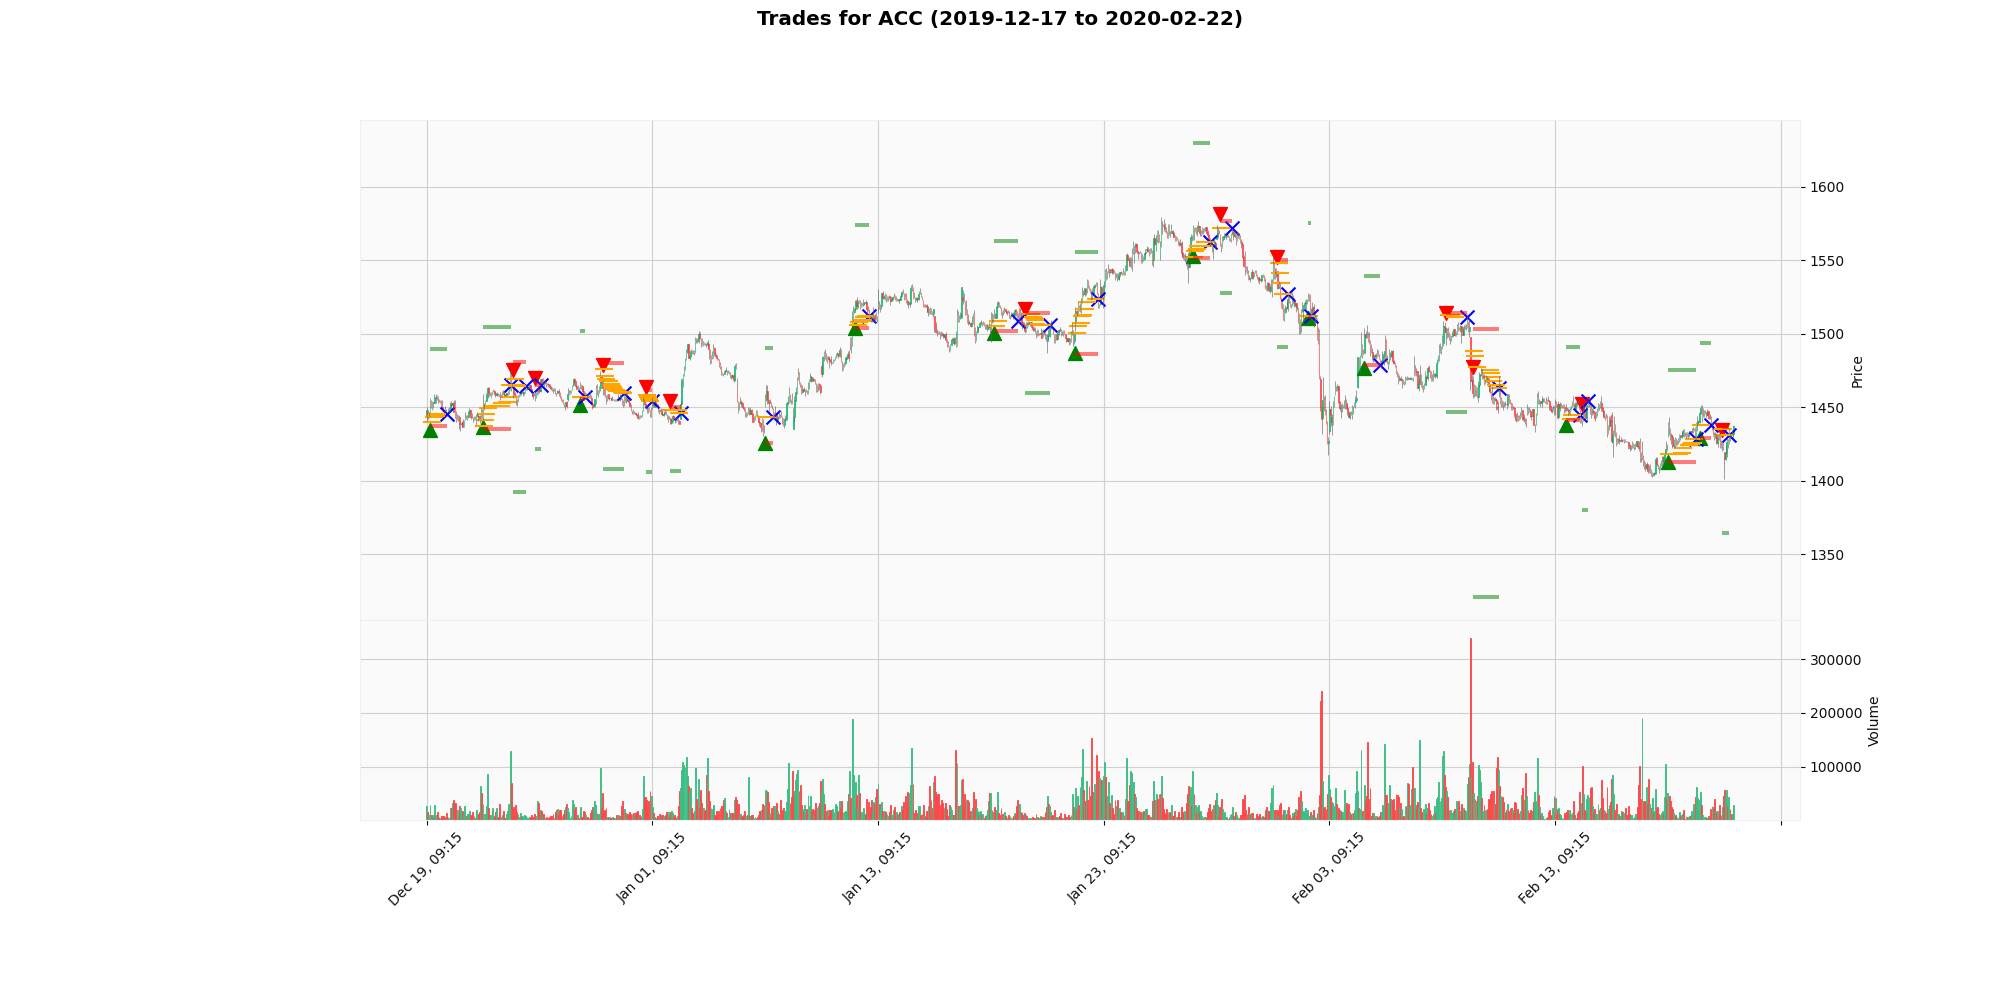 Trades for ACC (2019-12-17 to 2020-02-22)
1600
1550
1500
1450
1400
1350
Price
300000
200000
100000
Volume
Dec 19, 09:15
Jan 01, 09:15
Jan 13, 09:15
Jan 23, 09:15
Feb 03, 09:15
Feb 13, 09:15